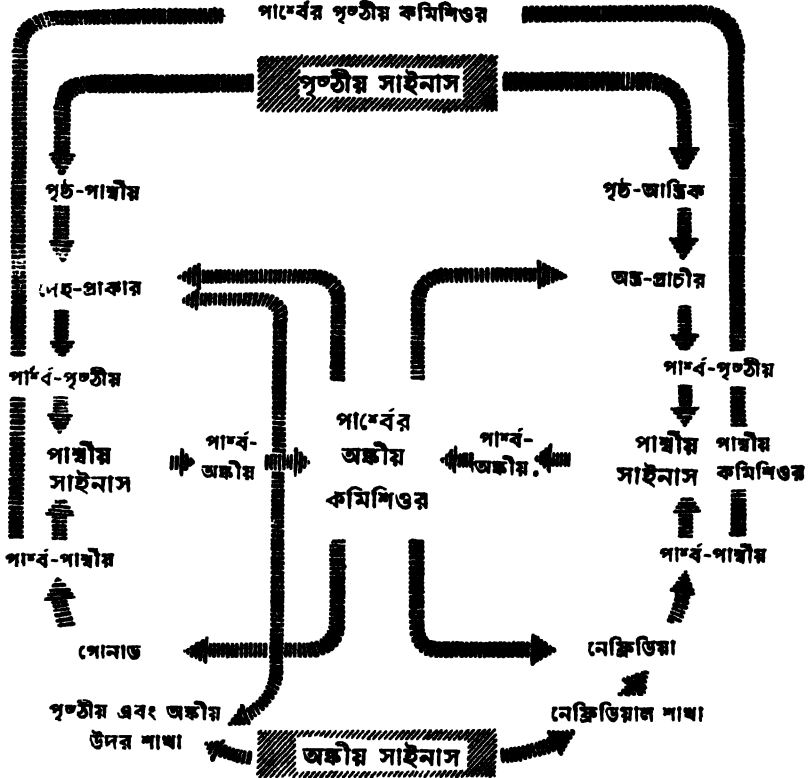 পার্শ্বের পৃষ্ঠীয় কমিশিওর
পৃষ্ঠীয় সাইনাস
পৃষ্ঠ-পার্শ্বীয়
পৃষ্ঠ-আন্ত্রিক
দেহ-প্রাকার
অন্ত্র-প্রাচীর
পার্শ্ব-পৃষ্ঠীয়
পার্শ্ব-পৃষ্ঠীয়
পার্শ্বীয়
সাইনাস
পার্শ্ব-
অঙ্কীয়
পার্শ্বের
অঙ্কীয়
কমিশিওর
পার্শ্ব-
অঙ্কীয়.
পার্শ্বীয়
সাইনাস
পার্শ্বীয়
কমিশিওর
পার্শ্ব-পার্শ্বীয়
পার্শ্ব-পার্শ্বীয়
গোনাড
নেফ্রিডিয়া
পৃষ্ঠীয় এবং অঙ্কীয়
উদর শাখা
নেফ্রিডিয়াল শাখা
অঙ্কীয় সাইনাস